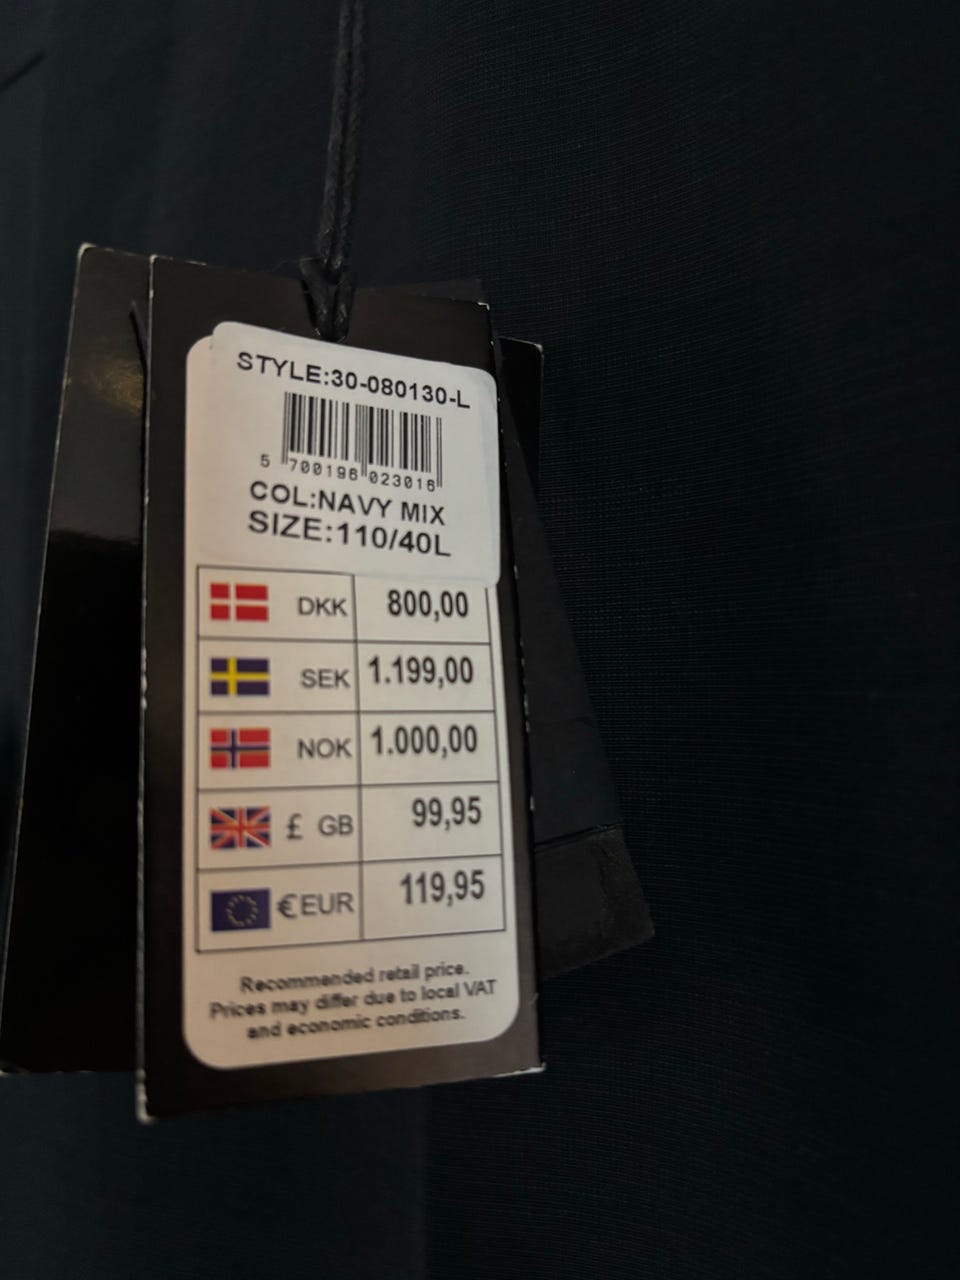 STYLE:30-080130-L
5 700196 023016
COL:NAVY MIX
SIZE:110/40L
DKK 800,00
SEK 1.199,00
NOK 1.000,00
£ GB 99,95
€EUR 119,95
Recommended retail price.
Prices may differ due to local VAT
and economic conditions.